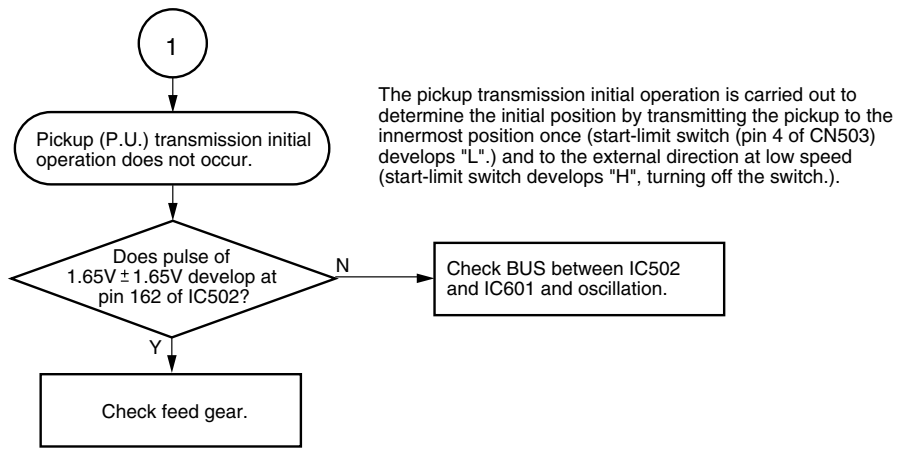 1
Pickup (P.U.) transmission initial
operation does not occur.
The pickup transmission initial operation is carried out to
determine the initial position by transmitting the pickup to the
innermost position once (start-limit switch (pin 4 of CN503)
develops "L".) and to the external direction at low speed
(start-limit switch develops "H", turning off the switch.).
Does pulse of
1.65V ± 1.65V develop at
pin 162 of IC502?
N
Check BUS between IC502
and IC601 and oscillation.
Y
Check feed gear.